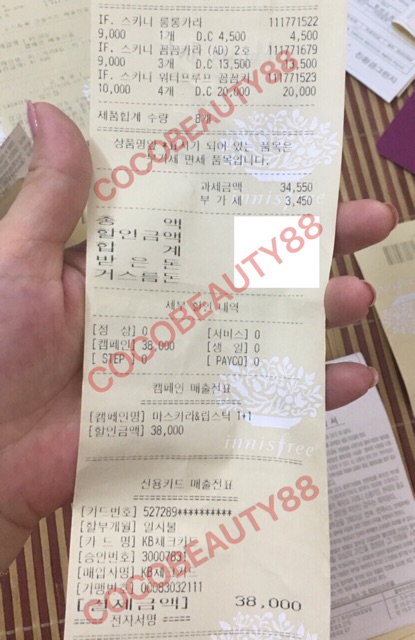 IF. 스키니 롱롱카라 111771522
9,000 1개 D.C 4,500 4,500
IF. 스키니 꼼꼼카라 (AD) 2호 111771679
9,000 3개 D.C 13,500 13,500
IF. 스키니 워터프루프 꼼꼼카 111771523
10,000 4개 D.C 20,000 20,000
제품합계 수량 8개
상품명앞 *표시가 되어 있는 품목은
부가세 면세 품목입니다.
과세금액 34,550
부 가 세 3,450
총 액
할인금액
합 계
받 은 돈
거스름돈
세부 할인 내역
[정 상] 0 [서비스] 0
[캠페인] 38,000 [생 일] 0
[ STEP ] 0 [ PAYCO] 0
캠페인 매출전표
[캠페인명] 마스카라&립스틱 1+1
[할인금액] 38,000
innisfree
신용카드 매출전표
[카드번호] 527289**********
[할부개월] 일시불
[카 드 명] KB체크카드
[승인번호] 30007831
[매입사명] KB체크카드
[가맹번호] 00083032111
[결제금액] 38,000
전자서명
COCOBEAUTY88
COCOBEAUTY88
COCOBEAUTY88